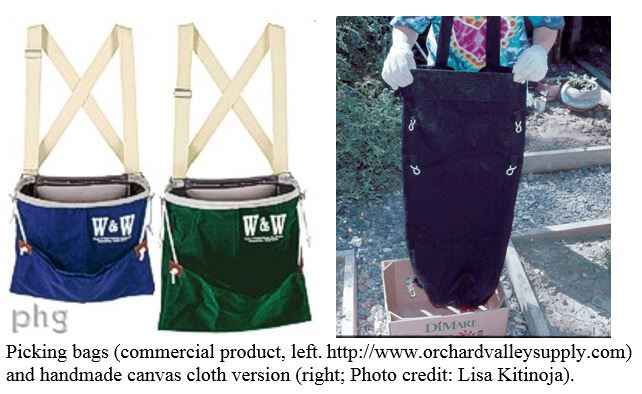 W&W
W&W
phg
DiMARE
Picking bags (commercial product, left. http://www.orchardvalleysupply.com)
and handmade canvas cloth version (right; Photo credit: Lisa Kitinoja).